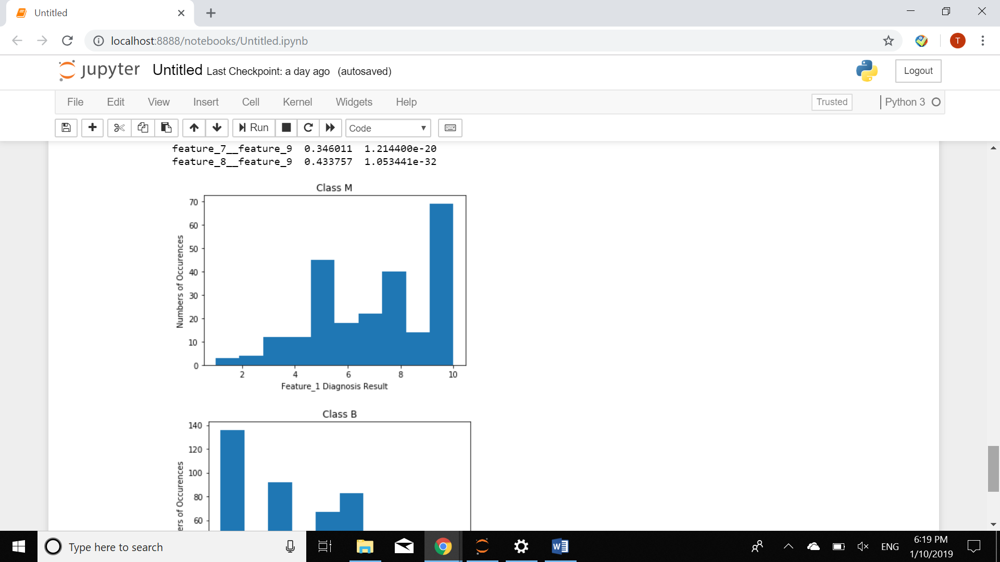 Untitled
localhost:8888/notebooks/Untitled.ipynb
T
jupyter Untitled Last Checkpoint: a day ago (autosaved)
Logout
File Edit View Insert Cell Kernel Widgets Help
Trusted
Python 3
Run
Code
feature_7__feature_9 0.346011 1.214400e-20
feature_8__feature_9 0.433757 1.053441e-32
Class M
70
60
50
40
30
20
10
0
Numbers of Occurences
2 4 6 8 10
Feature_1 Diagnosis Result
Class B
140
120
100
80
60
ers of Occurences
Type here to search
W
ENG
6:19 PM
1/10/2019